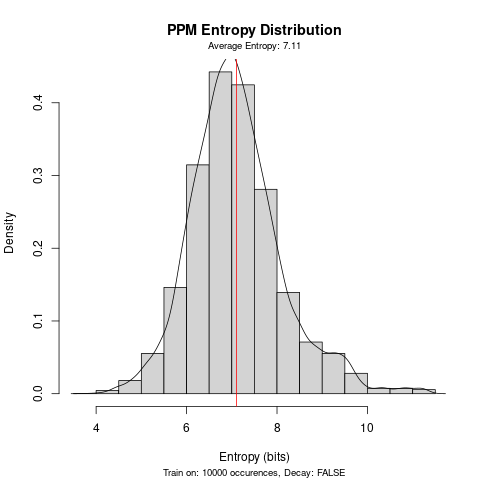 PPM Entropy Distribution
Average Entropy: 7.11
Density
0.4
0.3
0.2
0.1
0.0
4 6 8 10
Entropy (bits)
Train on: 10000 occurences, Decay: FALSE